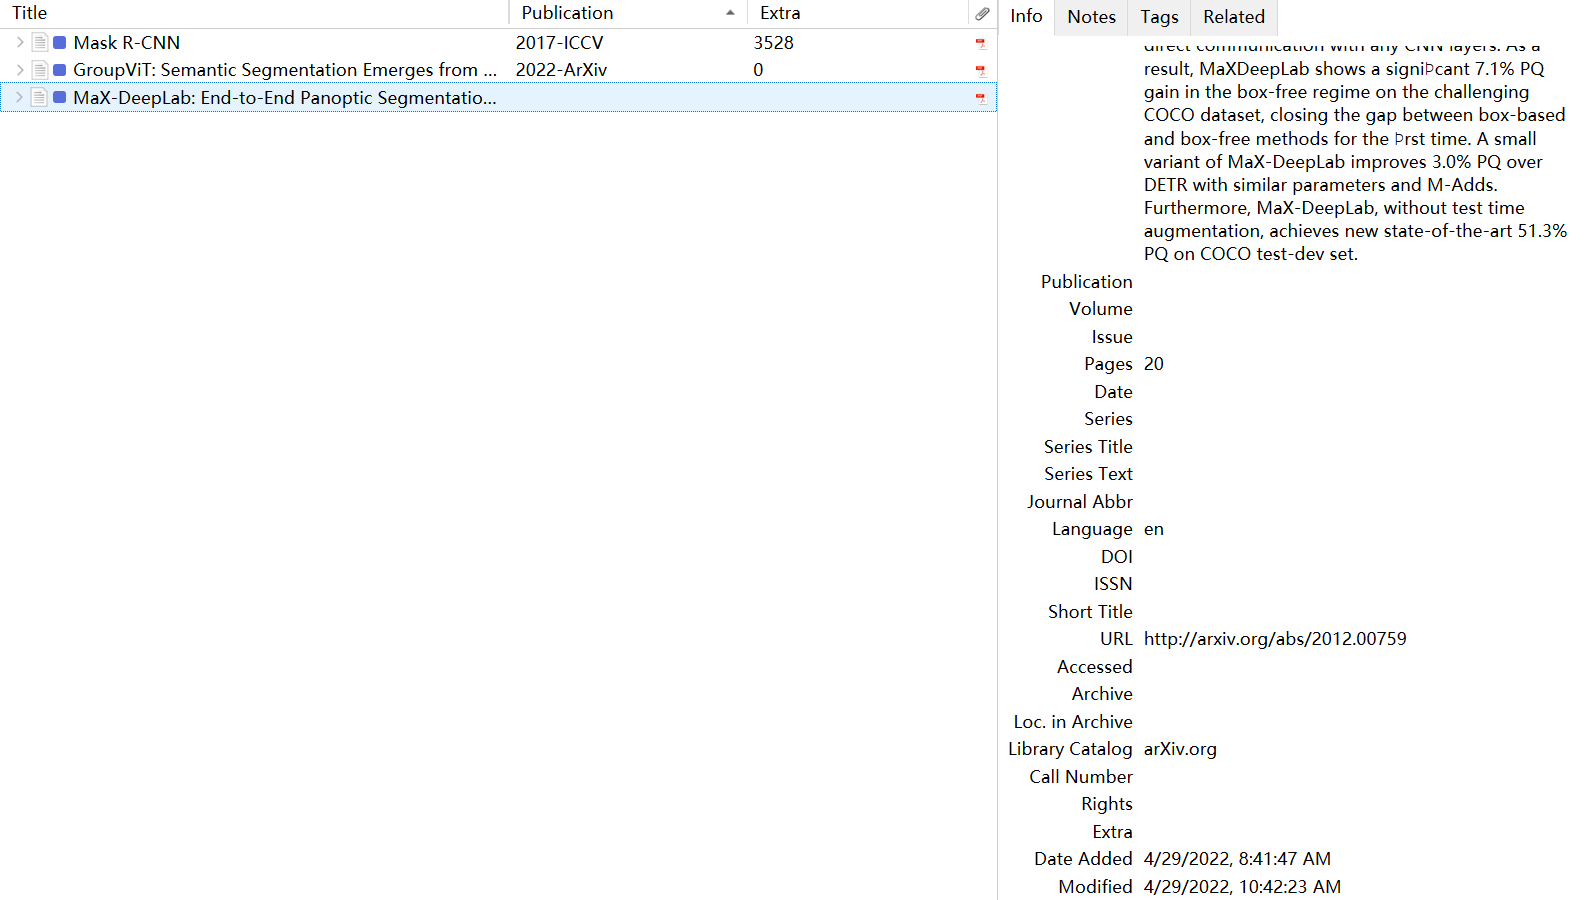 Title Publication Extra
Mask R-CNN 2017-ICCV 3528
GroupViT: Semantic Segmentation Emerges from ... 2022-ArXiv 0
MaX-DeepLab: End-to-End Panoptic Segmentatio...
Info Notes Tags Related
direct communication with any CNN layers. As a
result, MaXDeepLab shows a signiÞcant 7.1% PQ
gain in the box-free regime on the challenging
COCO dataset, closing the gap between box-based
and box-free methods for the Þrst time. A small
variant of MaX-DeepLab improves 3.0% PQ over
DETR with similar parameters and M-Adds.
Furthermore, MaX-DeepLab, without test time
augmentation, achieves new state-of-the-art 51.3%
PQ on COCO test-dev set.
Publication
Volume
Issue
Pages 20
Date
Series
Series Title
Series Text
Journal Abbr
Language en
DOI
ISSN
Short Title
URL http://arxiv.org/abs/2012.00759
Accessed
Archive
Loc. in Archive
Library Catalog arXiv.org
Call Number
Rights
Extra
Date Added 4/29/2022, 8:41:47 AM
Modified 4/29/2022, 10:42:23 AM